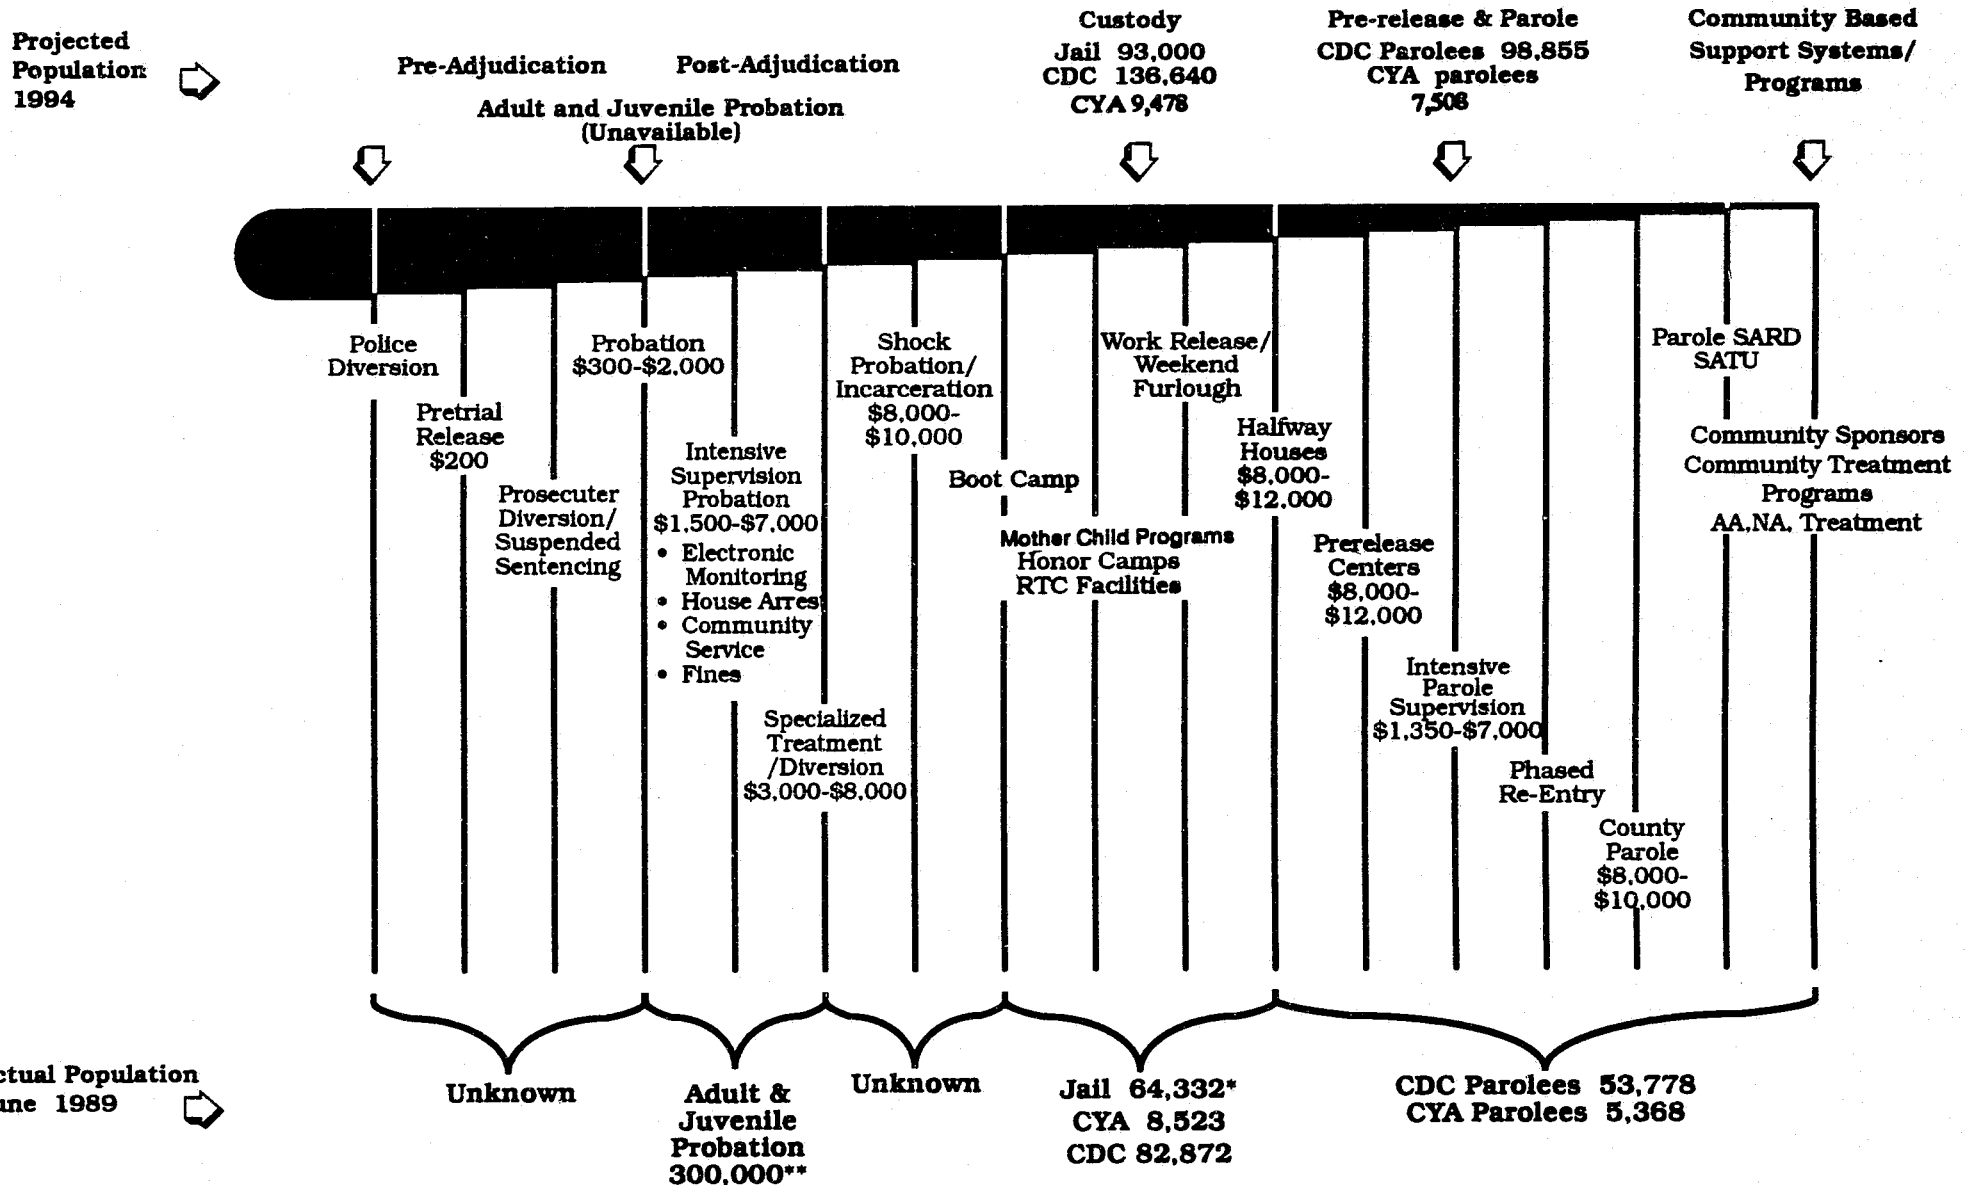 Projected
Population
1994
Pre-Adjudication
Post-Adjudication
Adult and Juvenile Probation
(Unavailable)
Custody
Jail 93,000
CDC 136,640
CYA 9,478
Pre-release & Parole
CDC Parolees 98,855
CYA parolees
7,508
Community Based
Support Systems/
Programs
Police
Diversion
Pretrial
Release
$200
Prosecuter
Diversion/
Suspended
Sentencing
Probation
$300-$2,000
Intensive
Supervision
Probation
$1,500-$7,000
• Electronic
Monitoring
• House Arres
• Community
Service
• Fines
Specialized
Treatment
/Diversion
$3,000-$8,000
Shock
Probation/
Incarceration
$8,000-
$10,000
Boot Camp
Mother Child Programs
Honor Camps
RTC Facilities
Work Release/
Weekend
Furlough
Halfway
Houses
$8,000-
$12,000
Prerelease
Centers
$8,000-
$12,000
Intensive
Parole
Supervision
$1,350-$7,000
Phased
Re-Entry
County
Parole
$8,000-
$10,000
Parole SARD
SATU
Community Sponsors
Community Treatment
Programs
AA,NA, Treatment
ctual Population
une 1989
Unknown
Adult &
Juvenile
Probation
300,000**
Unknown
Jail 64,332*
CYA 8,523
CDC 82,872
CDC Parolees 53,778
CYA Parolees 5,368